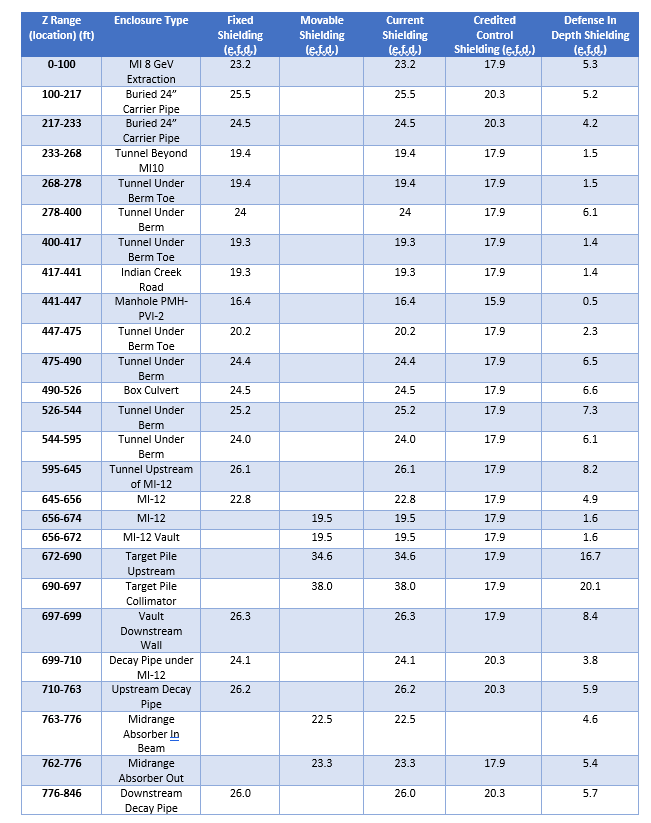 Z Range (location) (ft) Enclosure Type Fixed Shielding (e.f.d.) Movable Shielding (e.f.d.) Current Shielding (e.f.d.) Credited Control Shielding (e.f.d.) Defense In Depth Shielding (e.f.d.)
0-100 MI 8 GeV Extraction 23.2 23.2 17.9 5.3
100-217 Buried 24” Carrier Pipe 25.5 25.5 20.3 5.2
217-233 Buried 24” Carrier Pipe 24.5 24.5 20.3 4.2
233-268 Tunnel Beyond MI10 19.4 19.4 17.9 1.5
268-278 Tunnel Under Berm Toe 19.4 19.4 17.9 1.5
278-400 Tunnel Under Berm 24 24 17.9 6.1
400-417 Tunnel Under Berm Toe 19.3 19.3 17.9 1.4
417-441 Indian Creek Road 19.3 19.3 17.9 1.4
441-447 Manhole PMH-PVI-2 16.4 16.4 15.9 0.5
447-475 Tunnel Under Berm Toe 20.2 20.2 17.9 2.3
475-490 Tunnel Under Berm 24.4 24.4 17.9 6.5
490-526 Box Culvert 24.5 24.5 17.9 6.6
526-544 Tunnel Under Berm 25.2 25.2 17.9 7.3
544-595 Tunnel Under Berm 24.0 24.0 17.9 6.1
595-645 Tunnel Upstream of MI-12 26.1 26.1 17.9 8.2
645-656 MI-12 22.8 22.8 17.9 4.9
656-674 MI-12 19.5 19.5 17.9 1.6
656-672 MI-12 Vault 19.5 19.5 17.9 1.6
672-690 Target Pile Upstream 34.6 34.6 17.9 16.7
690-697 Target Pile Collimator 38.0 38.0 17.9 20.1
697-699 Vault Downstream Wall 26.3 26.3 17.9 8.4
699-710 Decay Pipe under MI-12 24.1 24.1 20.3 3.8
710-763 Upstream Decay Pipe 26.2 26.2 20.3 5.9
763-776 Midrange Absorber In Beam 22.5 22.5 4.6
762-776 Midrange Absorber Out 23.3 23.3 17.9 5.4
776-846 Downstream Decay Pipe 26.0 26.0 20.3 5.7